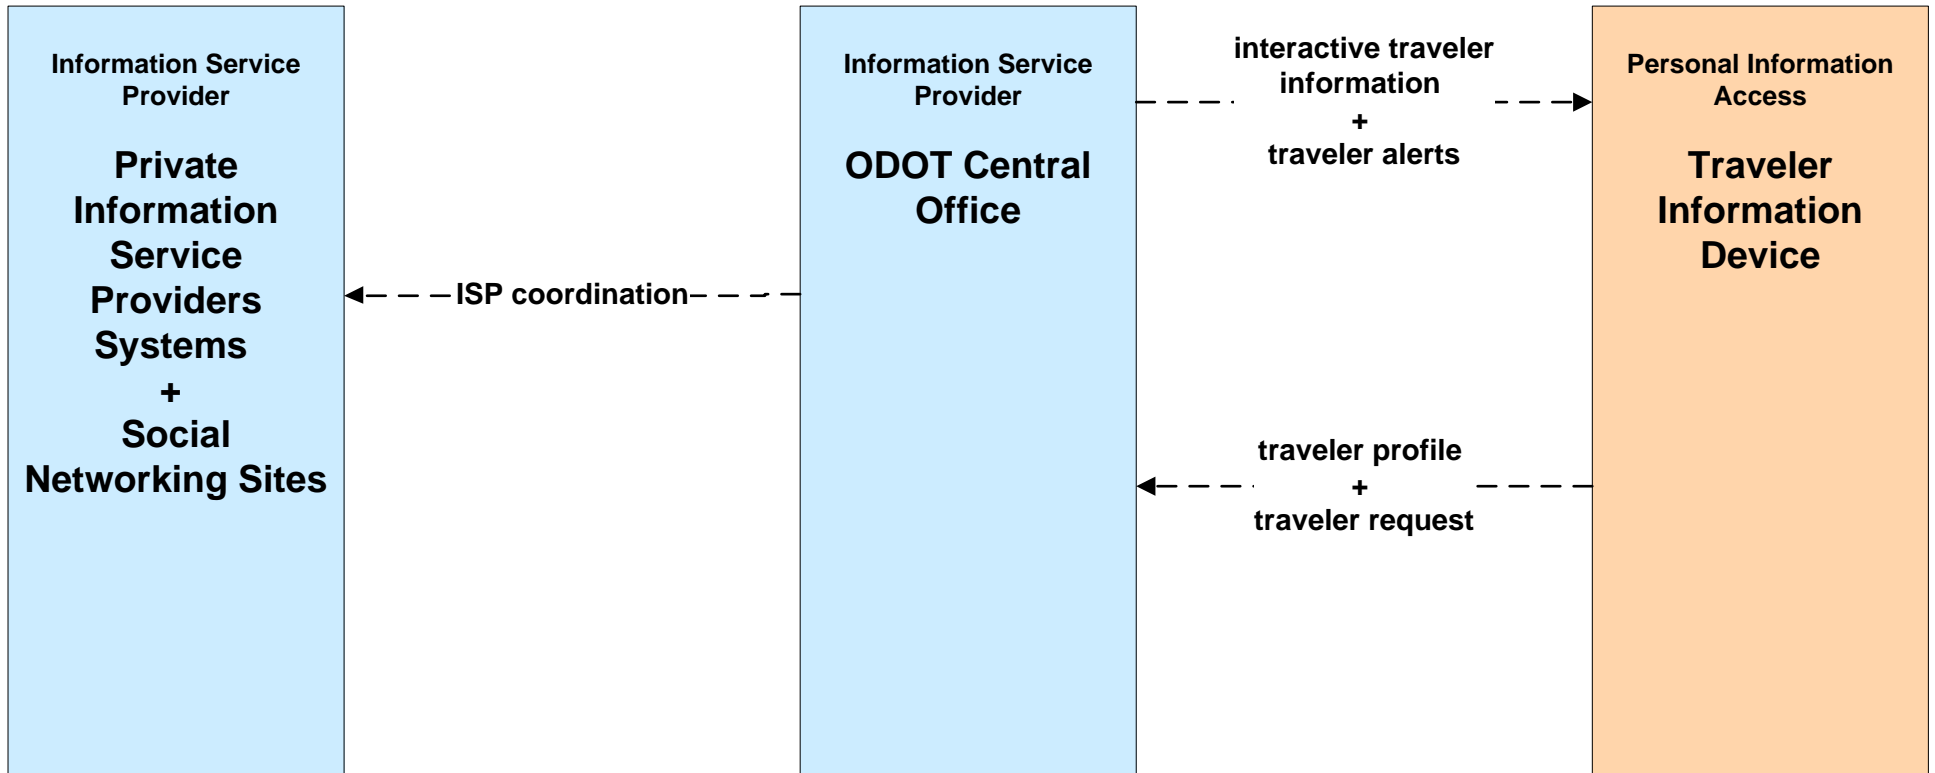 Information Service
Provider
Private
Information
Service
Providers
Systems
+
Social
Networking Sites
ISP coordination
Information Service
Provider
ODOT Central
Office
interactive traveler
information
+
traveler alerts
traveler profile
+
traveler request
Personal Information
Access
Traveler
Information
Device